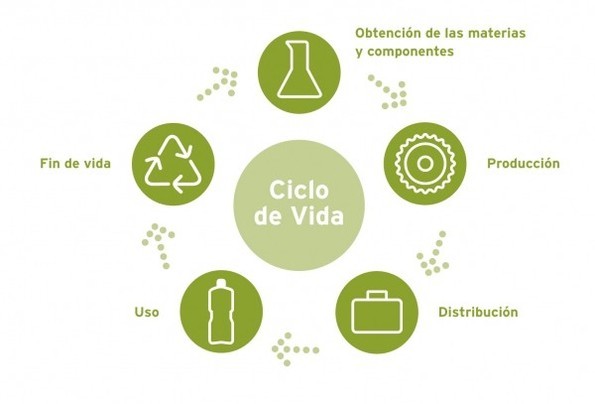 Obtención de las materias
y componentes
Fin de vida
Producción
Ciclo
de Vida
Uso
Distribución